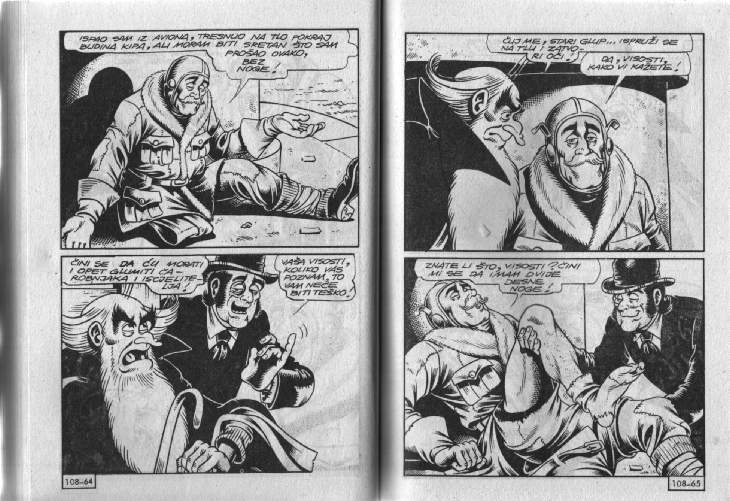 ISPAO SAM IZ AVIONA, TRESNUO NA TLO POKRAJ
BUDINA KIPA, ALI MORAM BITI SRETAN ŠTO SAM
PROŠAO OVAKO,
BEZ
NOGE!
ČINI SE DA ĆU MORATI
I OPET GLUMITI ČA-
ROBNJAKA I ISCJELITE-
LJA!
VAŠA VISOSTI,
KOLIKO VAS
POZNAM, TO
VAM NEĆE
BITI TEŠKO!
108-64
ČUJ ME, STARI GLUP... ISPRUŽI SE
NA TLU I ZATVO-
RI OČI!
DA, VISOSTI,
KAKO VI KAŽETE!
ZNATE LI ŠTO, VISOSTI? ČINI
MI SE DA IMAM DVIJE
DESNE
NOGE!
108-65